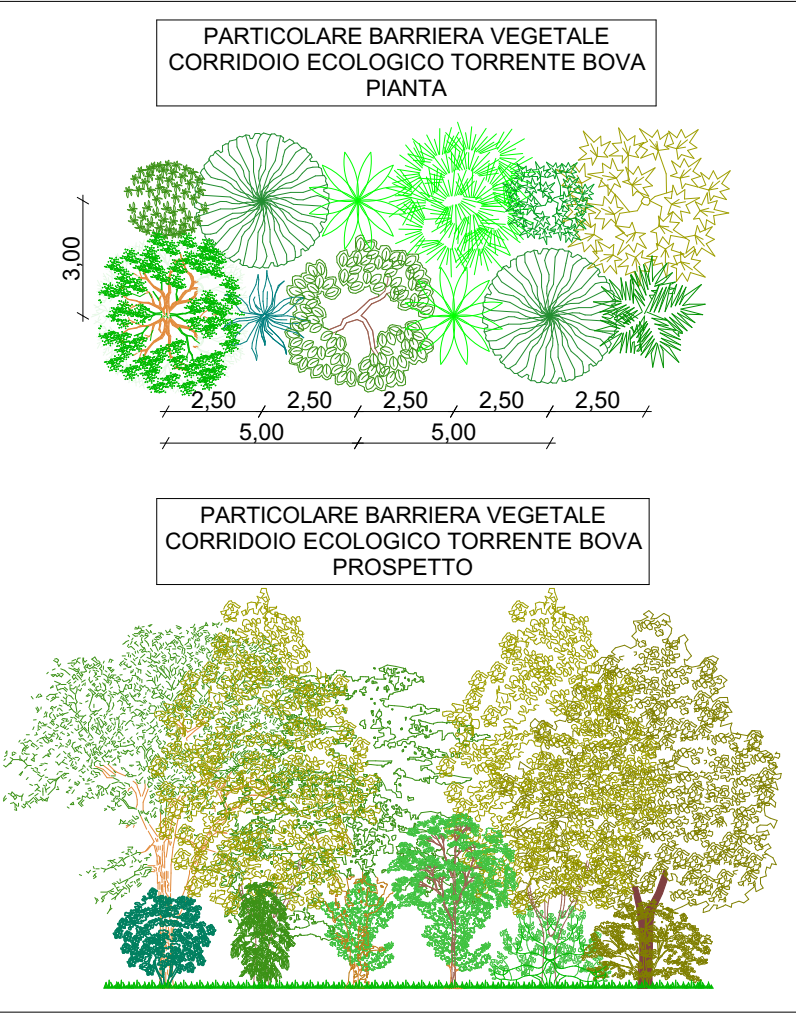 PARTICOLARE BARRIERA VEGETALE
CORRIDOIO ECOLOGICO TORRENTE BOVA
PIANTA
3,00
2,50 2,50 2,50 2,50 2,50
5,00 5,00
PARTICOLARE BARRIERA VEGETALE
CORRIDOIO ECOLOGICO TORRENTE BOVA
PROSPETTO